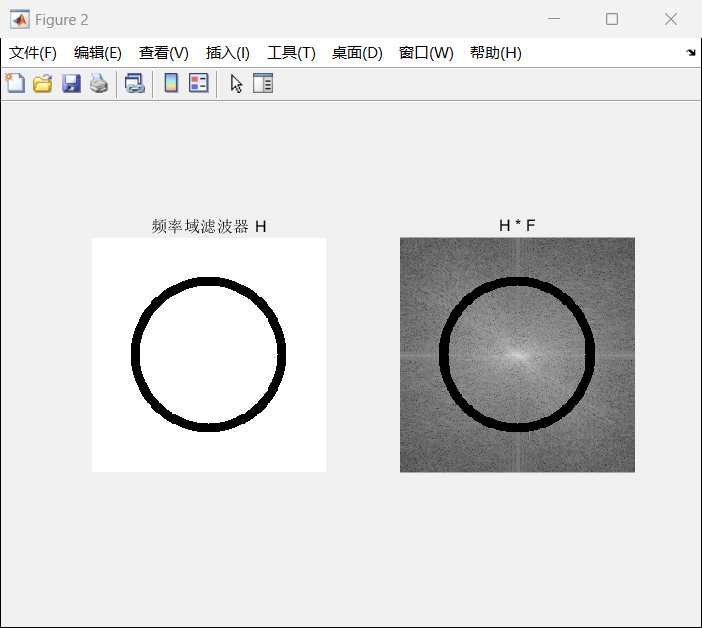 Figure 2
文件(F) 编辑(E) 查看(V) 插入(I) 工具(T) 桌面(D) 窗口(W) 帮助(H)
频率域滤波器 H
H * F